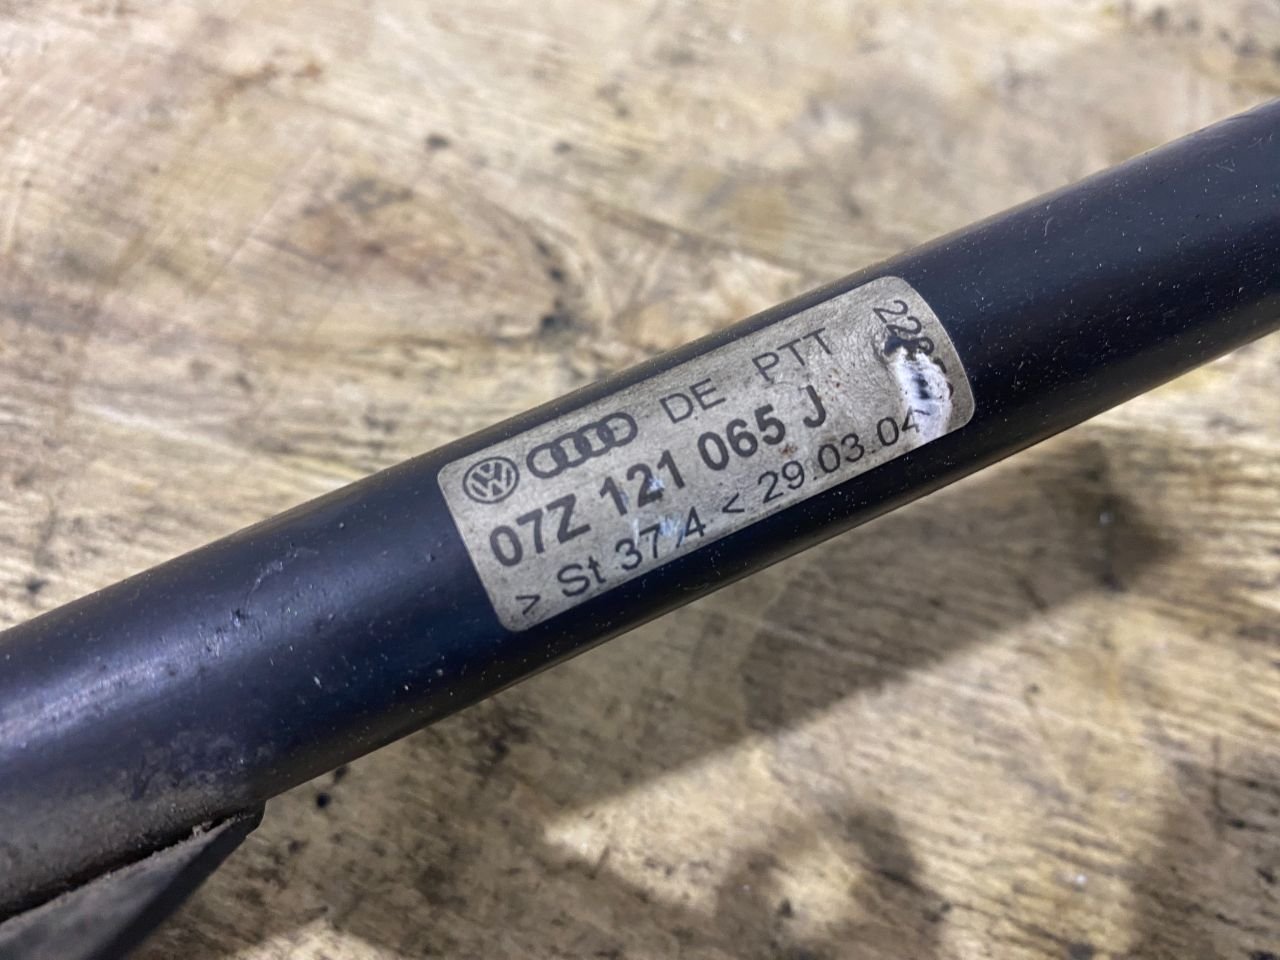 DE PTT
07Z 121 065 J
> St 37.4 < 29.03.04